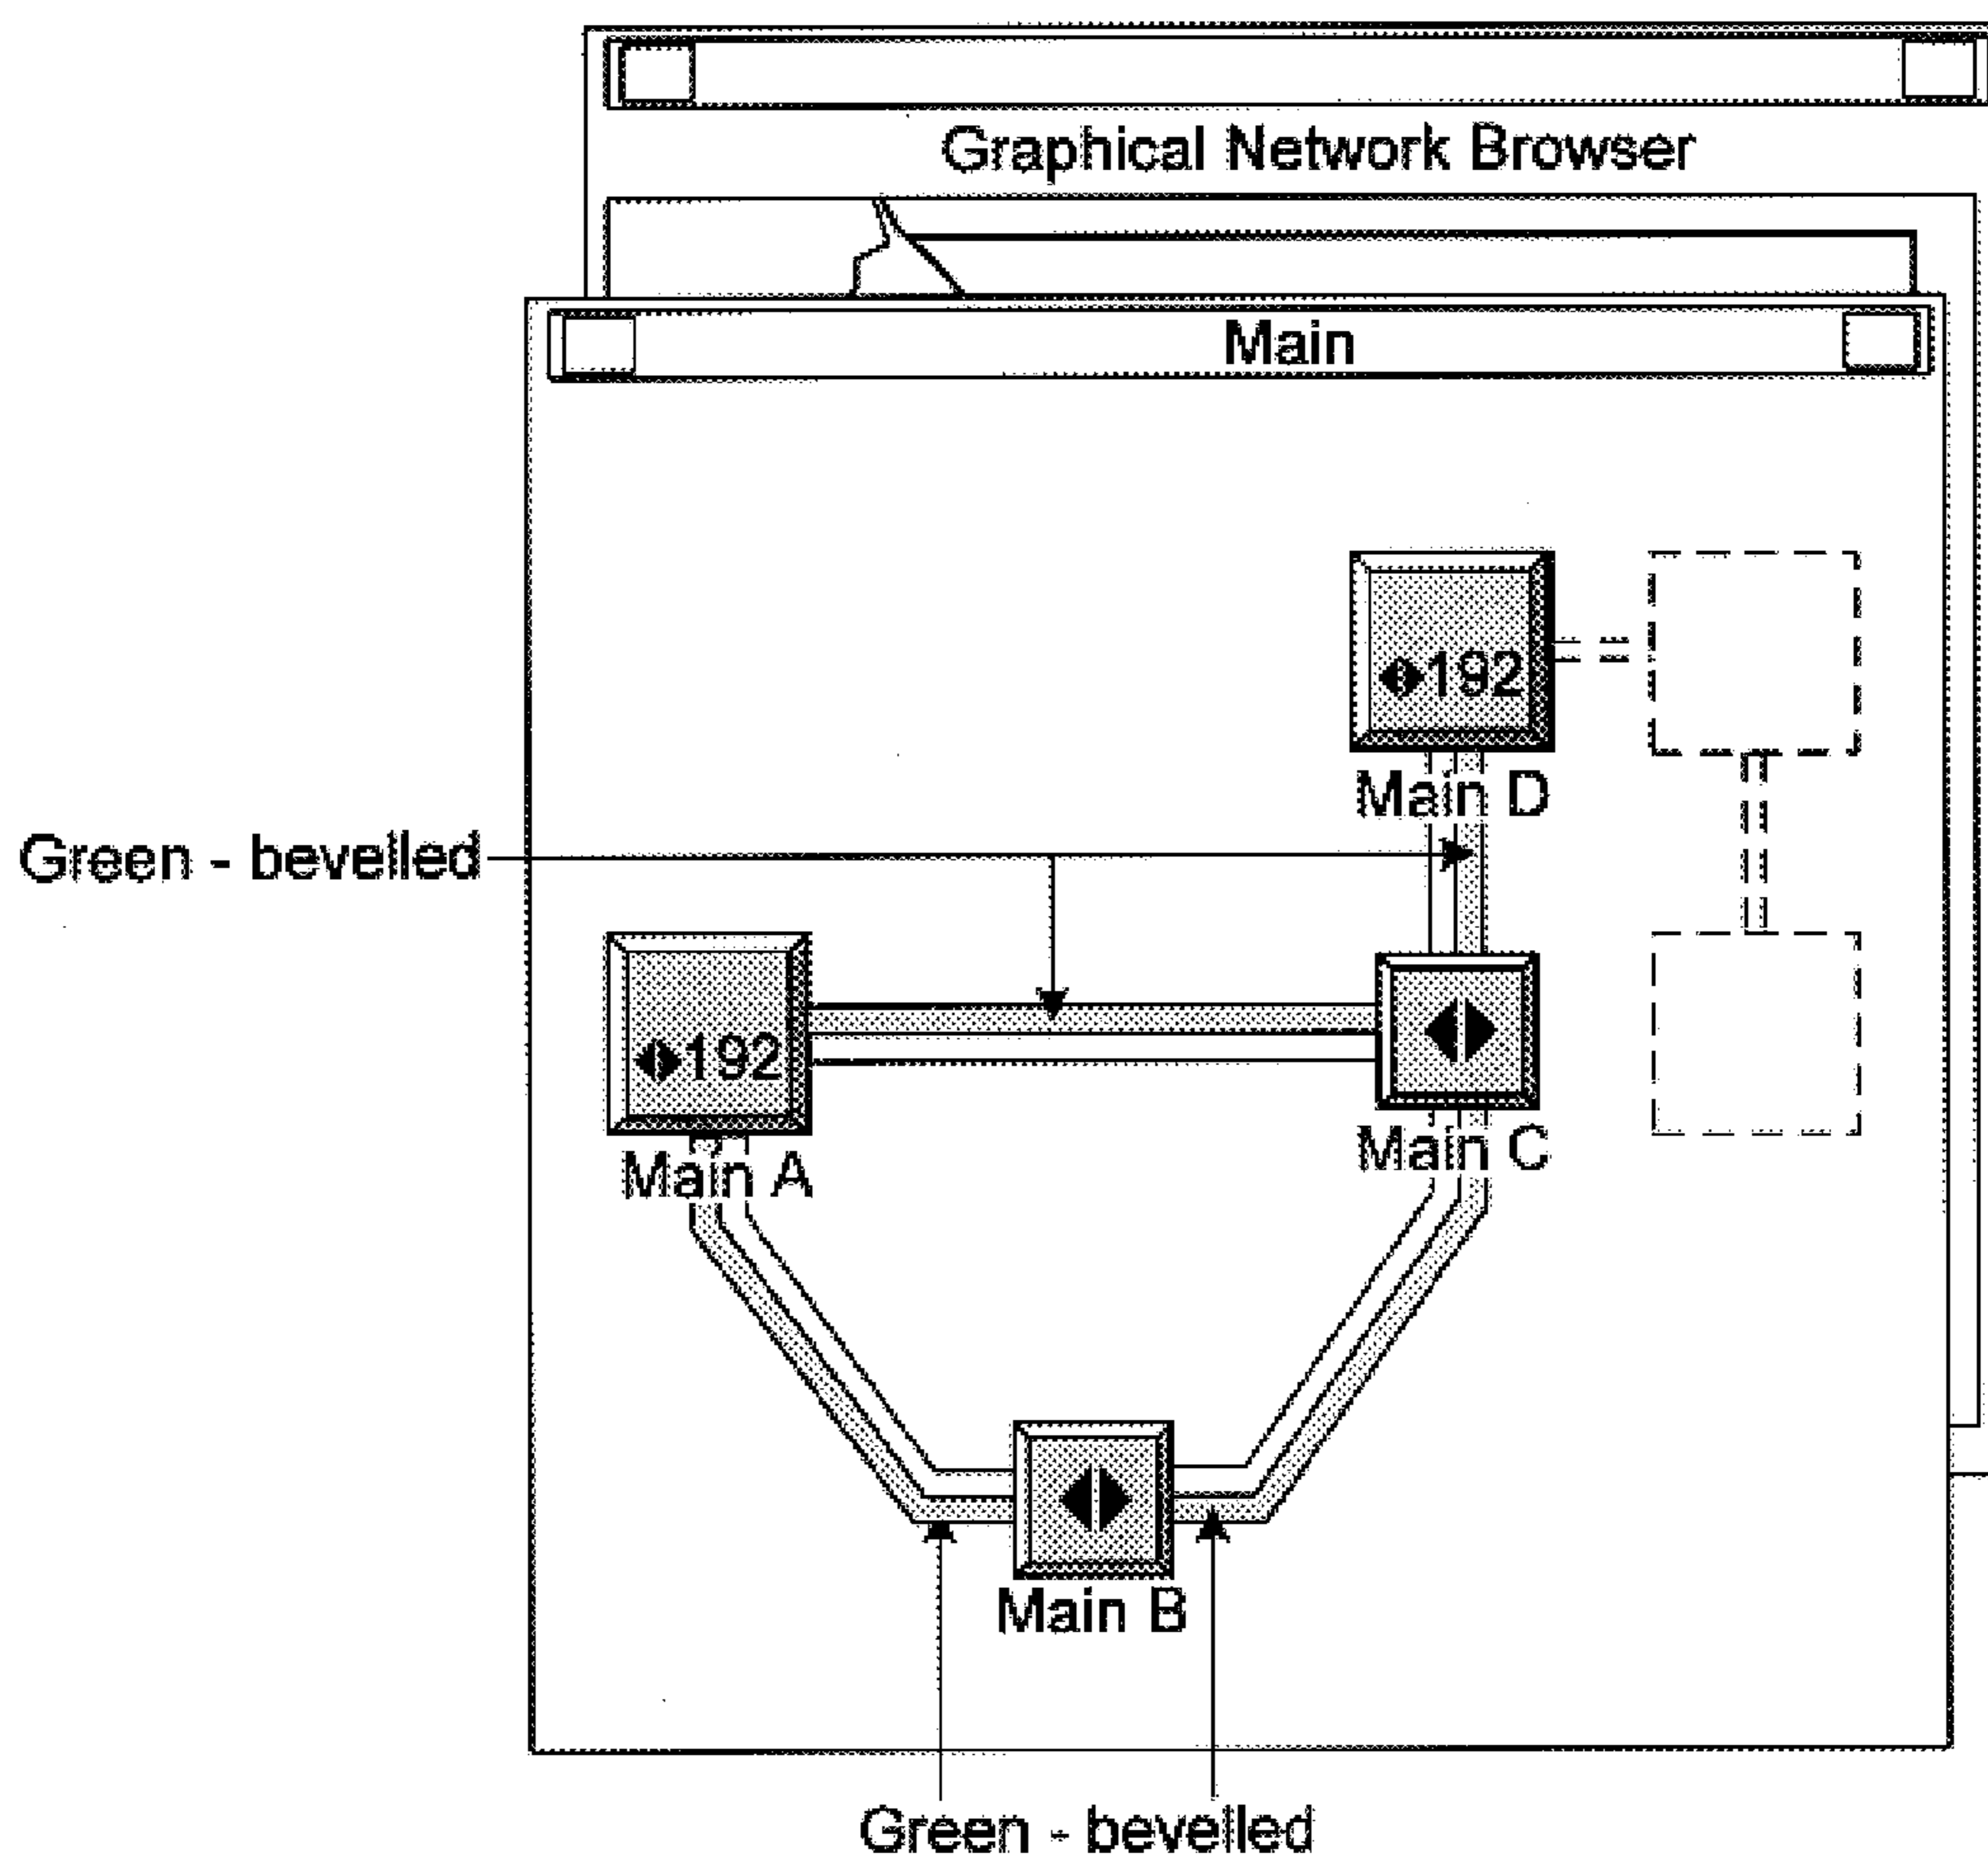 Graphical Network Browser
Main
192
Main D
Green - bevelled
192
Main A
Main C
Main B
Green - bevelled